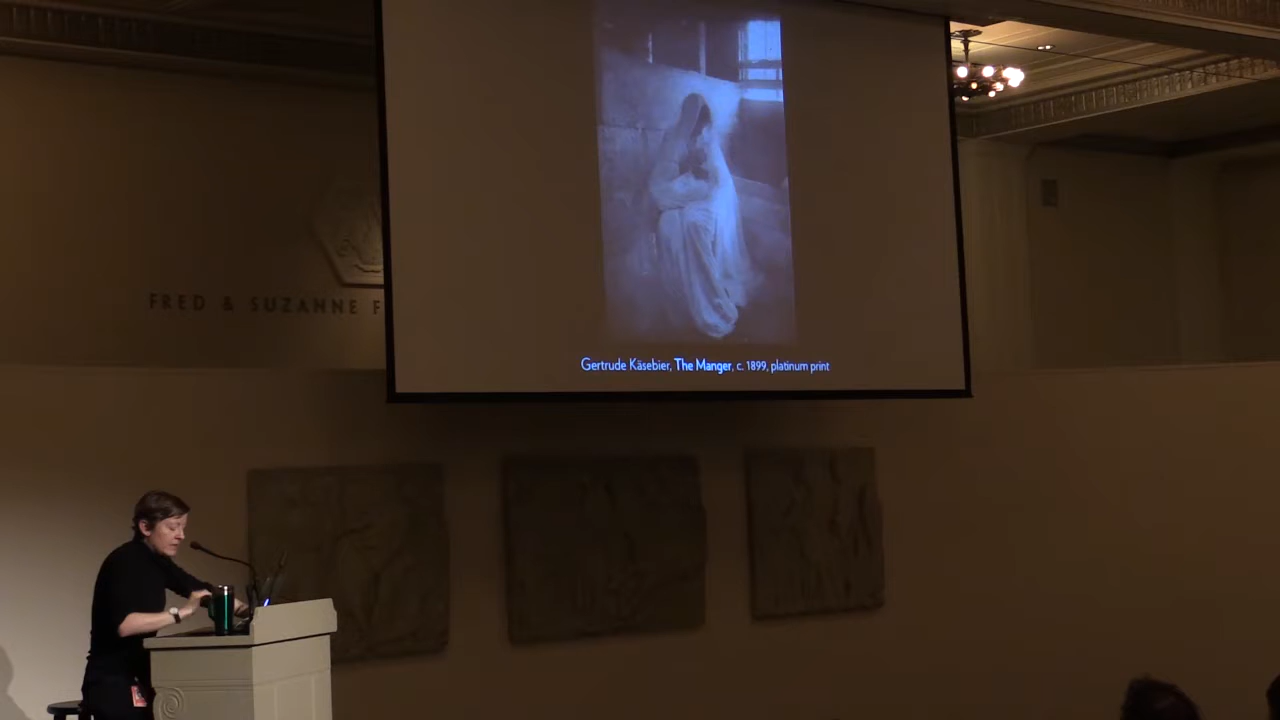 FRED & SUZANNE F
Gertrude Käsebier, The Manger, c. 1899, platinum print